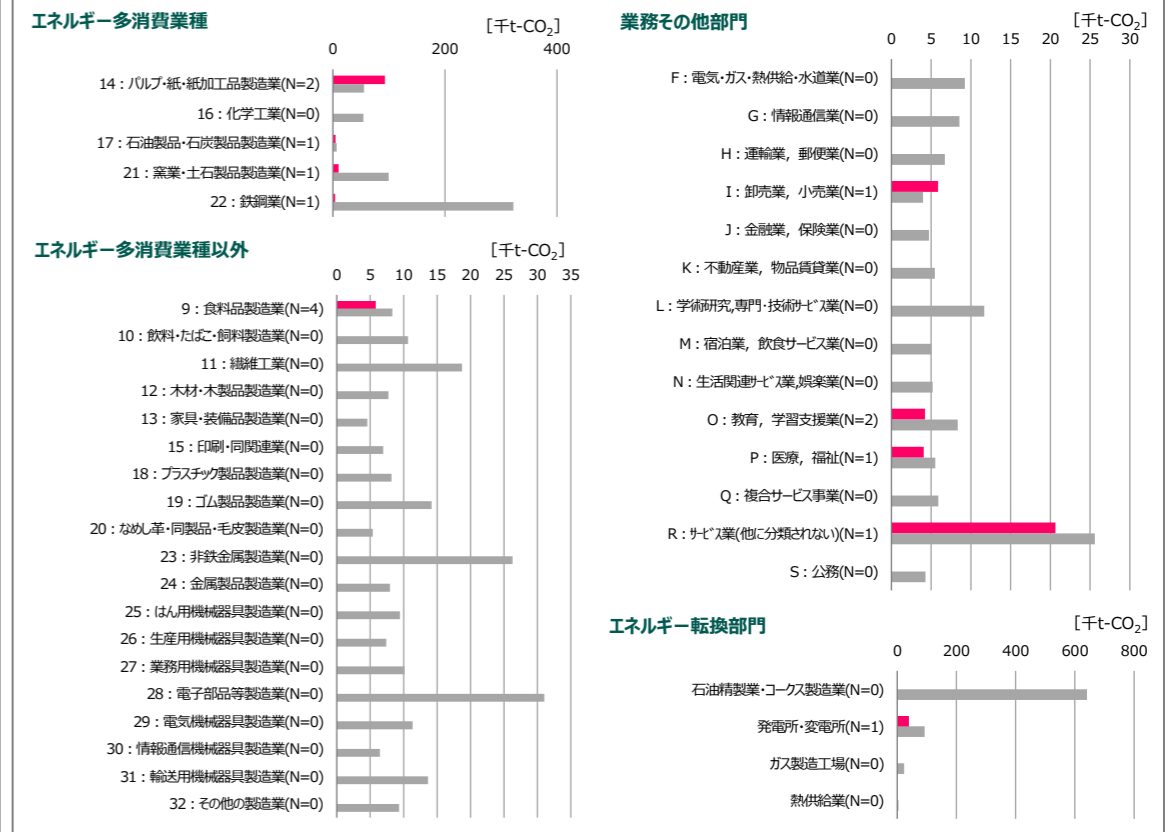 エネルギー多消費業種
[千t-CO₂]
0 200 400
14：パルプ・紙・紙加工品製造業(N=2)
16：化学工業(N=0)
17：石油製品・石炭製品製造業(N=1)
21：窯業・土石製品製造業(N=1)
22：鉄鋼業(N=1)
エネルギー多消費業種以外
[千t-CO₂]
0 5 10 15 20 25 30 35
9：食料品製造業(N=4)
10：飲料・たばこ・飼料製造業(N=0)
11：繊維工業(N=0)
12：木材・木製品製造業(N=0)
13：家具・装備品製造業(N=0)
15：印刷・同関連業(N=0)
18：プラスチック製品製造業(N=0)
19：ゴム製品製造業(N=0)
20：なめし革・同製品・毛皮製造業(N=0)
23：非鉄金属製造業(N=0)
24：金属製品製造業(N=0)
25：はん用機械器具製造業(N=0)
26：生産用機械器具製造業(N=0)
27：業務用機械器具製造業(N=0)
28：電子部品等製造業(N=0)
29：電気機械器具製造業(N=0)
30：情報通信機械器具製造業(N=0)
31：輸送用機械器具製造業(N=0)
32：その他の製造業(N=0)
業務その他部門
[千t-CO₂]
0 5 10 15 20 25 30
F：電気・ガス・熱供給・水道業(N=0)
G：情報通信業(N=0)
H：運輸業，郵便業(N=0)
I：卸売業，小売業(N=1)
J：金融業，保険業(N=0)
K：不動産業，物品賃貸業(N=0)
L：学術研究,専門・技術ｻｰﾋﾞｽ業(N=0)
M：宿泊業，飲食サービス業(N=0)
N：生活関連ｻｰﾋﾞｽ業,娯楽業(N=0)
O：教育，学習支援業(N=2)
P：医療，福祉(N=1)
Q：複合サービス事業(N=0)
R：ｻｰﾋﾞｽ業(他に分類されない)(N=1)
S：公務(N=0)
エネルギー転換部門
[千t-CO₂]
0 200 400 600 800
石油精製業・コークス製造業(N=0)
発電所・変電所(N=1)
ガス製造工場(N=0)
熱供給業(N=0)